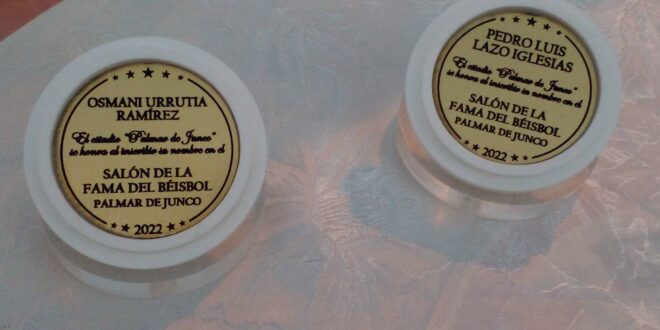 OSMANI URRUTIA
RAMÍREZ
El estadio "Palmar de Junco"
se honra al inscribir su nombre en el
SALÓN DE LA
FAMA DEL BÉISBOL
PALMAR DE JUNCO
2022
PEDRO LUIS
LAZO IGLESIAS
El estadio "Palmar de Junco"
se honra al inscribir su nombre en el
SALÓN DE LA
FAMA DEL BÉISBOL
PALMAR DE JUNCO
2022